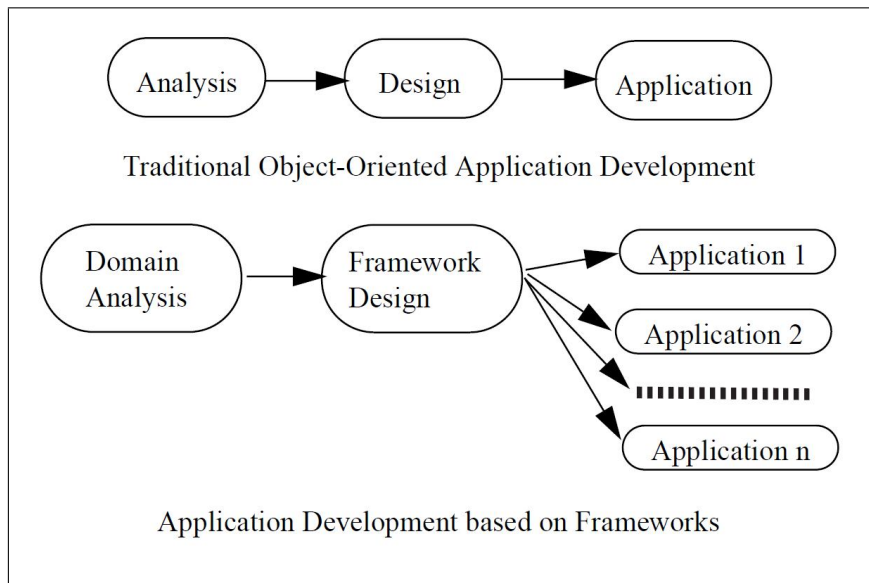 Analysis
Design
Application
Traditional Object-Oriented Application Development
Domain
Analysis
Framework
Design
Application 1
Application 2
Application n
Application Development based on Frameworks